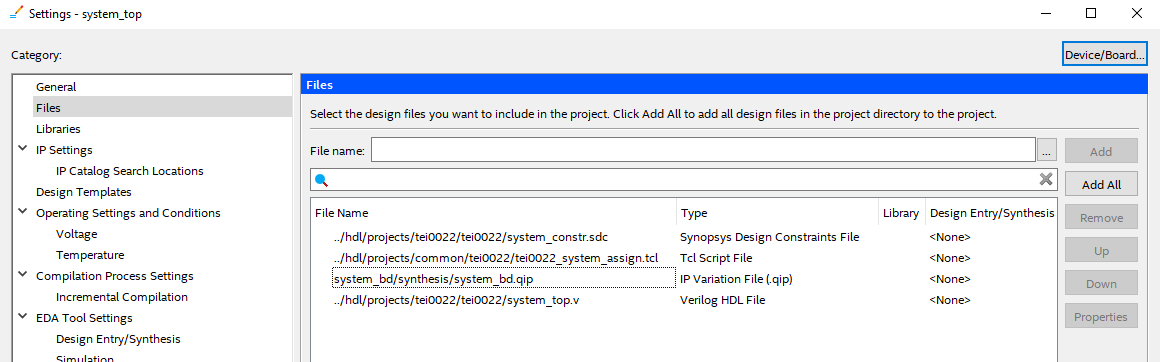 Settings - system_top
Category:
Device/Board...
General
Files
Libraries
IP Settings
IP Catalog Search Locations
Design Templates
Operating Settings and Conditions
Voltage
Temperature
Compilation Process Settings
Incremental Compilation
EDA Tool Settings
Design Entry/Synthesis
Simulation
Files
Select the design files you want to include in the project. Click Add All to add all design files in the project directory to the project.
File name:
...
Add
Add All
Remove
Up
Down
Properties
File Name Type Library Design Entry/Synthesis
../hdl/projects/tei0022/tei0022/system_constr.sdc Synopsys Design Constraints File <None>
../hdl/projects/common/tei0022/tei0022_system_assign.tcl Tcl Script File <None>
system_bd/synthesis/system_bd.qip IP Variation File (.qip) <None>
../hdl/projects/tei0022/tei0022/system_top.v Verilog HDL File <None>